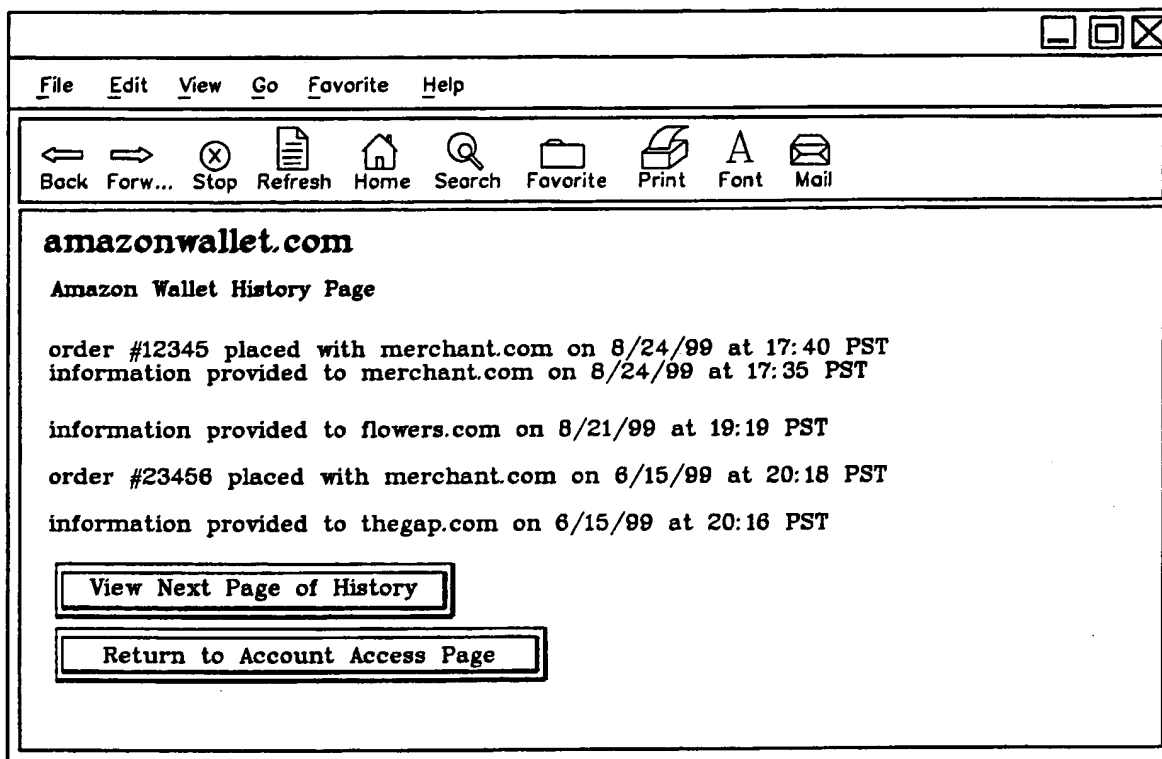 File Edit View Go Favorite Help
Back Forw... Stop Refresh Home Search Favorite Print Font Mail
amazonwallet.com
Amazon Wallet History Page
order #12345 placed with merchant.com on 8/24/99 at 17:40 PST
information provided to merchant.com on 8/24/99 at 17:35 PST
information provided to flowers.com on 8/21/99 at 19:19 PST
order #23456 placed with merchant.com on 6/15/99 at 20:18 PST
information provided to thegap.com on 6/15/99 at 20:16 PST
View Next Page of History
Return to Account Access Page